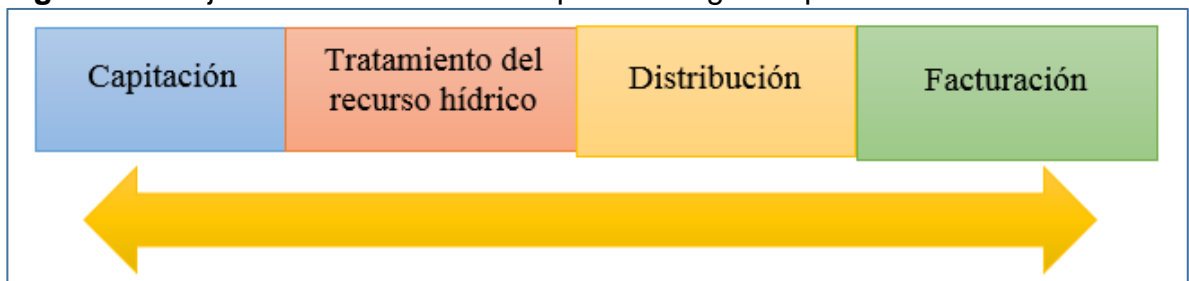 Capitación
Tratamiento del
recurso hídrico
Distribución
Facturación